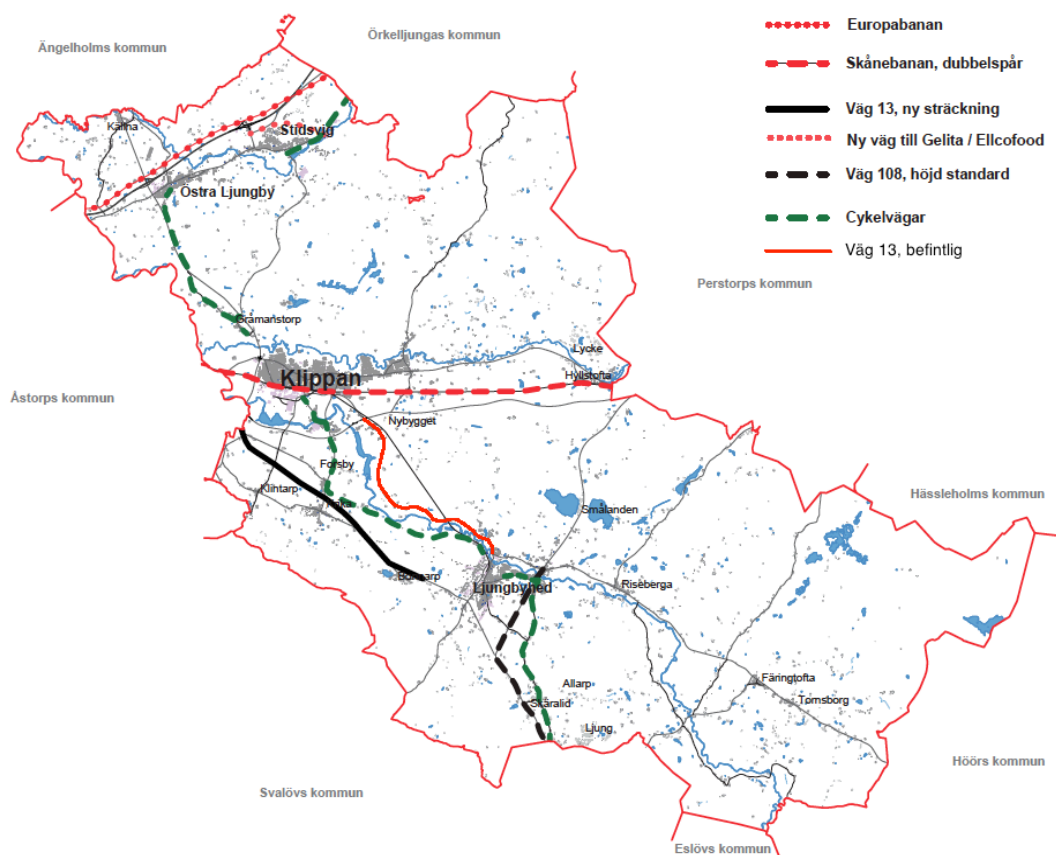 Örkelljungas kommun
Ängelholms kommun
Europabanan
Skånebanan, dubbelspår
Väg 13, ny sträckning
Ny väg till Gelita / Ellcofood
Väg 108, höjd standard
Cykelvägar
Väg 13, befintlig
Källna
Stidsvig
Östra Ljungby
Perstorps kommun
Gråmanstorp
Lycke
Klippan
Hyllstofta
Åstorps kommun
Nybygget
Forsby
Klintarp
Hässleholms kommun
Smålanden
Ljungbyhed
Riseberga
Färingtofta
Allarp
Tornsborg
Skäralid
Ljung
Höörs kommun
Svalövs kommun
Eslövs kommun